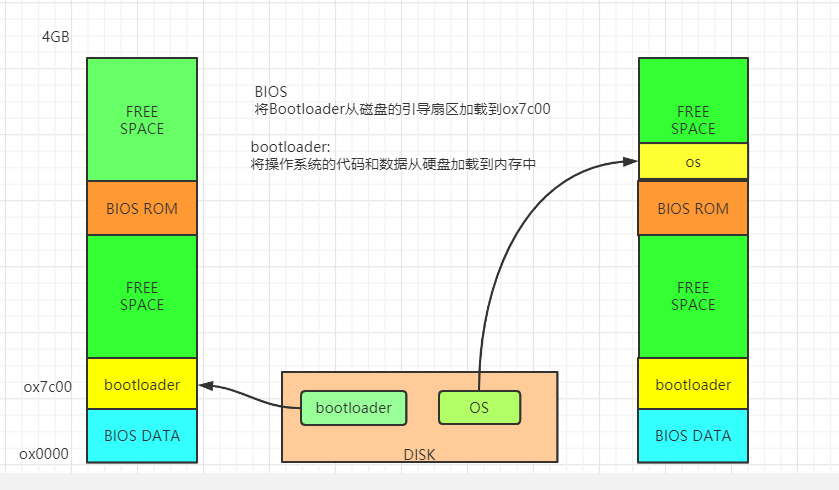 4GB
FREE
SPACE
BIOS ROM
FREE
SPACE
ox7c00
bootloader
BIOS DATA
ox0000
BIOS
将Bootloader从磁盘的引导扇区加载到ox7c00
bootloader:
将操作系统的代码和数据从硬盘加载到内存中
bootloader
OS
DISK
FREE
SPACE
os
BIOS ROM
FREE
SPACE
bootloader
BIOS DATA